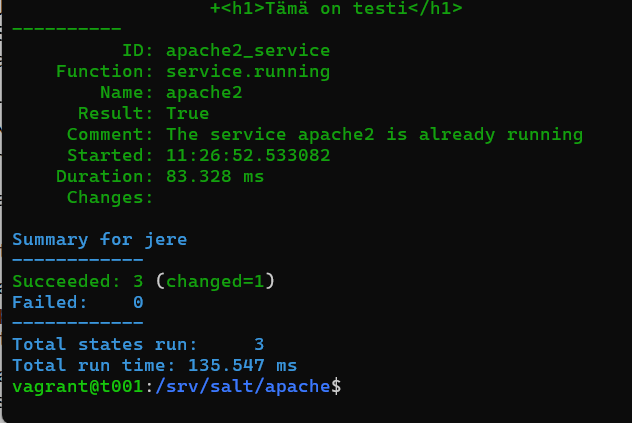 +<h1>Tämä on testi</h1>
----------
ID: apache2_service
Function: service.running
Name: apache2
Result: True
Comment: The service apache2 is already running
Started: 11:26:52.533082
Duration: 83.328 ms
Changes:
Summary for jere
------------
Succeeded: 3 (changed=1)
Failed:    0
------------
Total states run:     3
Total run time: 135.547 ms
vagrant@t001:/srv/salt/apache$